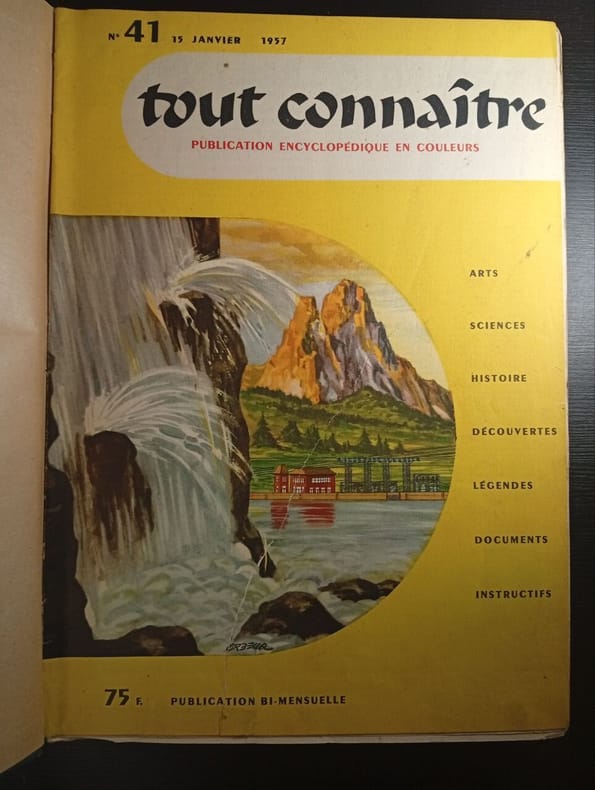 N° 41 15 JANVIER 1957
tout connaître
PUBLICATION ENCYCLOPÉDIQUE EN COULEURS
ARTS
SCIENCES
HISTOIRE
DÉCOUVERTES
LÉGENDES
DOCUMENTS
INSTRUCTIFS
75 F. PUBLICATION BI-MENSUELLE